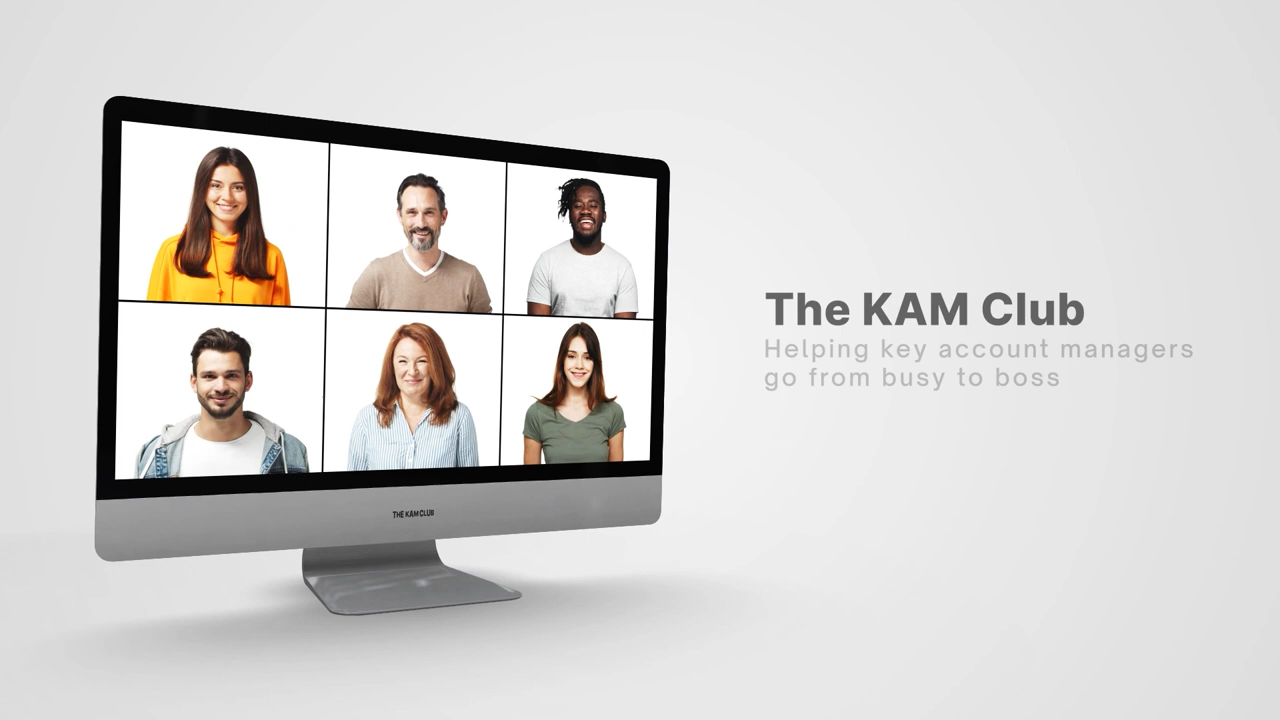 The KAM Club
Helping key account managers
go from busy to boss
THE KAM CLUB